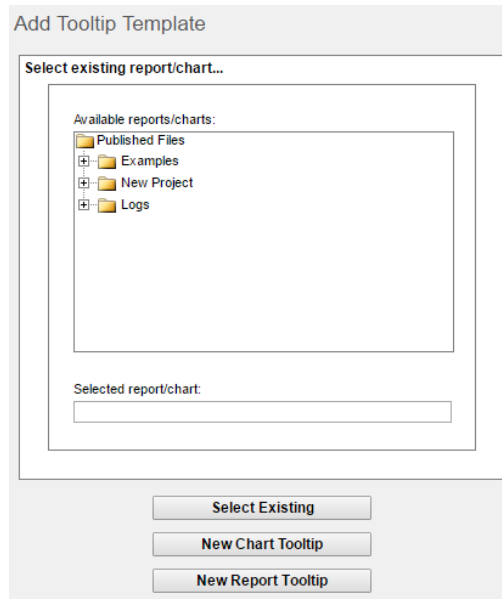 Add Tooltip Template
Select existing report/chart...
Available reports/charts:
Published Files
Examples
New Project
Logs
Selected report/chart:
Select Existing
New Chart Tooltip
New Report Tooltip